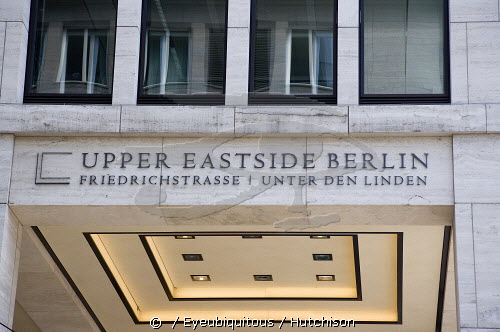 UPPER EASTSIDE BERLIN
FRIEDRICHSTRASSE | UNTER DEN LINDEN
© / Eyeubiquitous / Hutchison